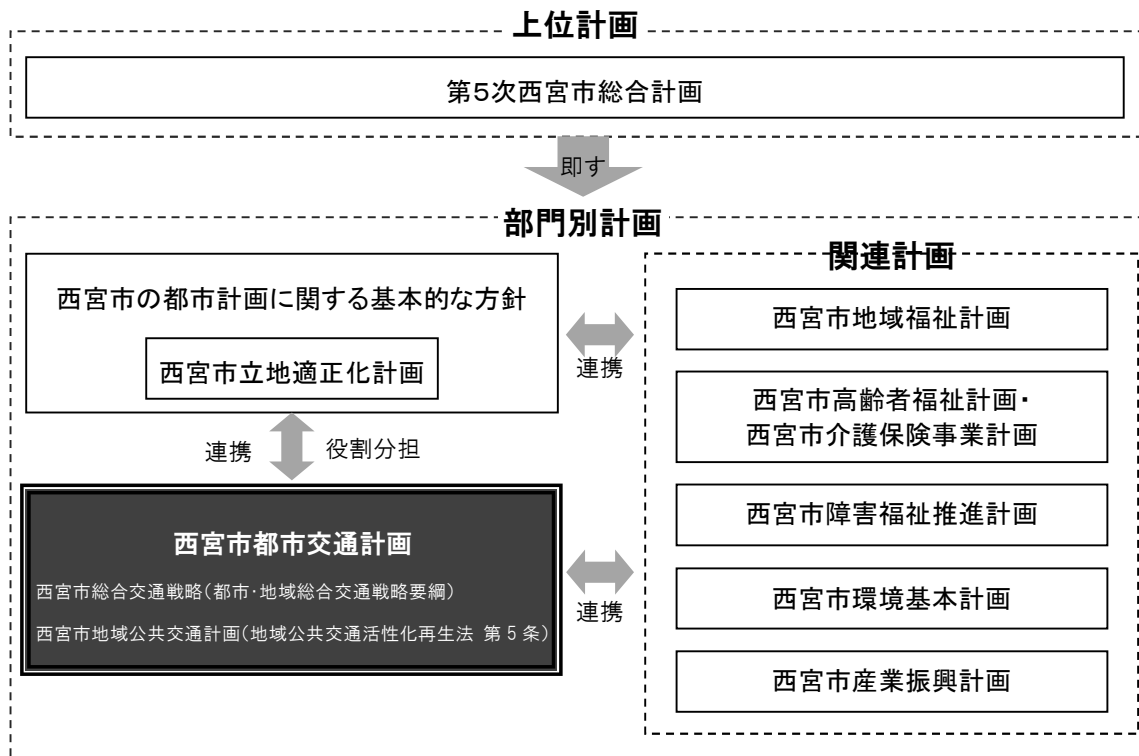 上位計画
第5次西宮市総合計画
即す
部門別計画
西宮市の都市計画に関する基本的な方針
西宮市立地適正化計画
連携
役割分担
西宮市都市交通計画
西宮市総合交通戦略(都市・地域総合交通戦略要綱)
西宮市地域公共交通計画(地域公共交通活性化再生法 第5条)
連携
連携
関連計画
西宮市地域福祉計画
西宮市高齢者福祉計画・
西宮市介護保険事業計画
西宮市障害福祉推進計画
西宮市環境基本計画
西宮市産業振興計画